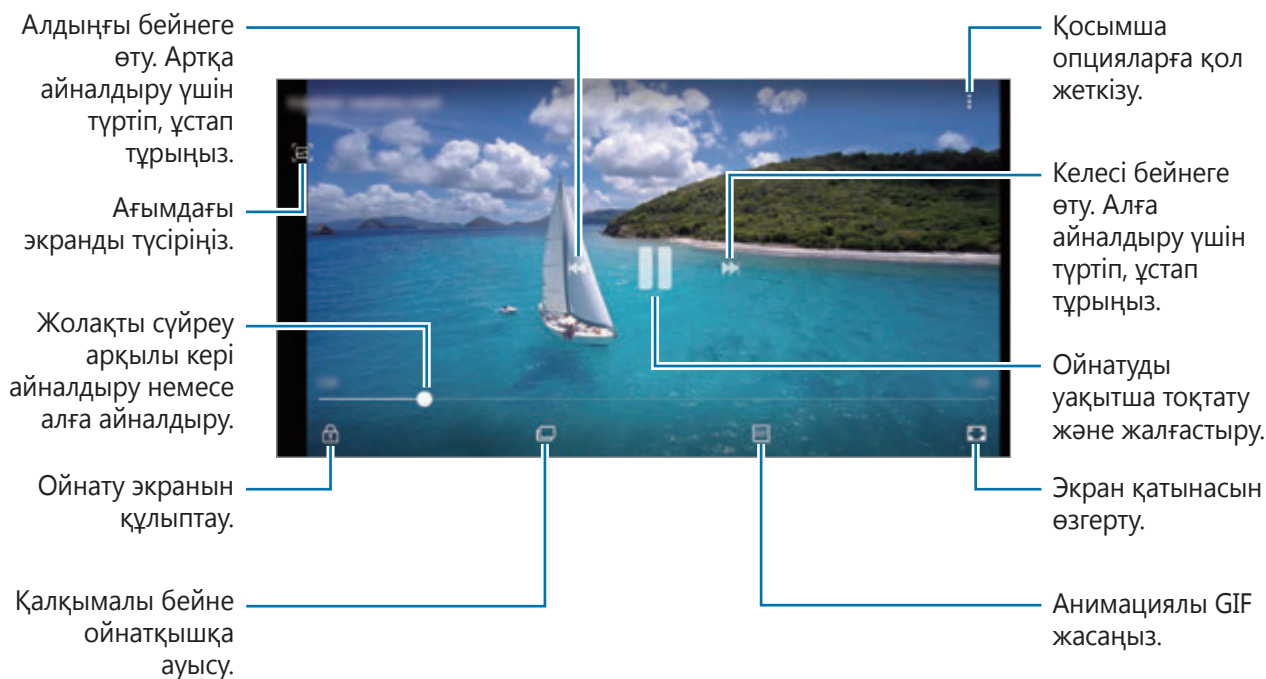 Алдыңғы бейнеге
өту. Артқа
айналдыру үшін
түртіп, ұстап
тұрыңыз.
Ағымдағы
экранды түсіріңіз.
Жолақты сүйреу
арқылы кері
айналдыру немесе
алға айналдыру.
Ойнату экранын
құлыптау.
Қалқымалы бейне
ойнатқышқа
ауысу.
Қосымша
опцияларға қол
жеткізу.
Келесі бейнеге
өту. Алға
айналдыру үшін
түртіп, ұстап
тұрыңыз.
Ойнатуды
уақытша тоқтату
және жалғастыру.
Экран қатынасын
өзгерту.
Анимациялы GIF
жасаңыз.